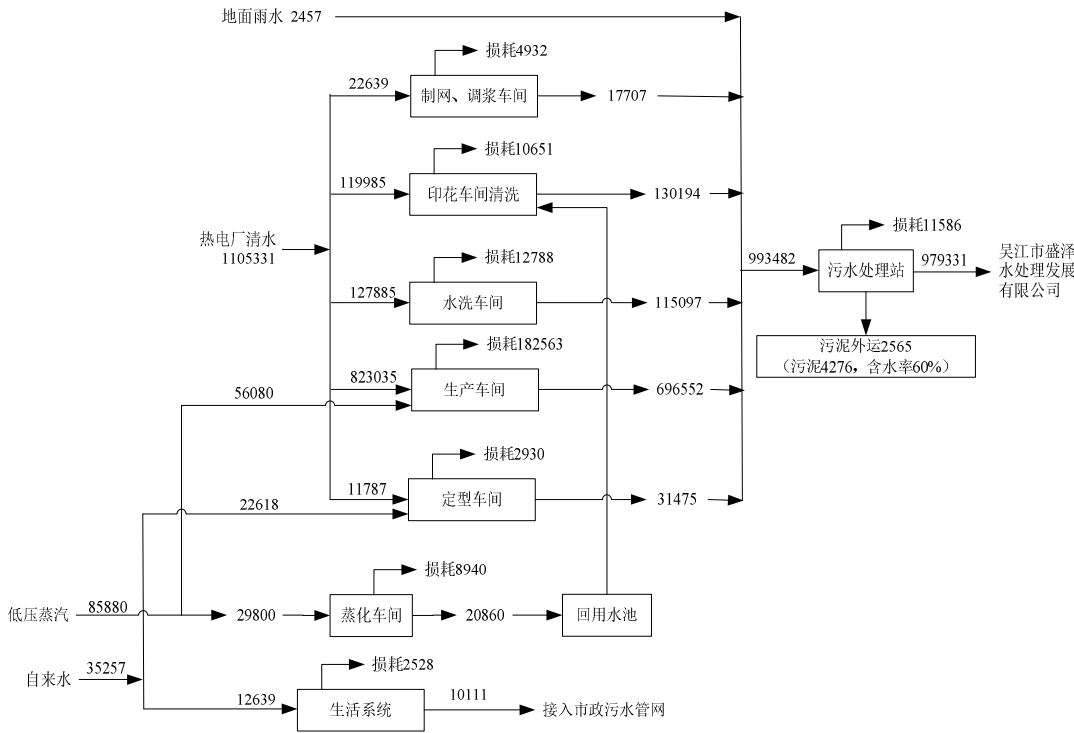 地面雨水 2457
损耗4932
22639
制网、调浆车间
17707
损耗10651
119985
印花车间清洗
130194
热电厂清水
1105331
损耗12788
127885
水洗车间
115097
993482
损耗11586
污水处理站
979331
吴江市盛泽
水处理发展
有限公司
污泥外运2565
（污泥4276，含水率60%）
损耗182563
823035
56080
生产车间
696552
损耗2930
11787
22618
定型车间
31475
低压蒸汽
85880
29800
损耗8940
蒸化车间
20860
回用水池
自来水
35257
12639
损耗2528
生活系统
10111
接入市政污水管网